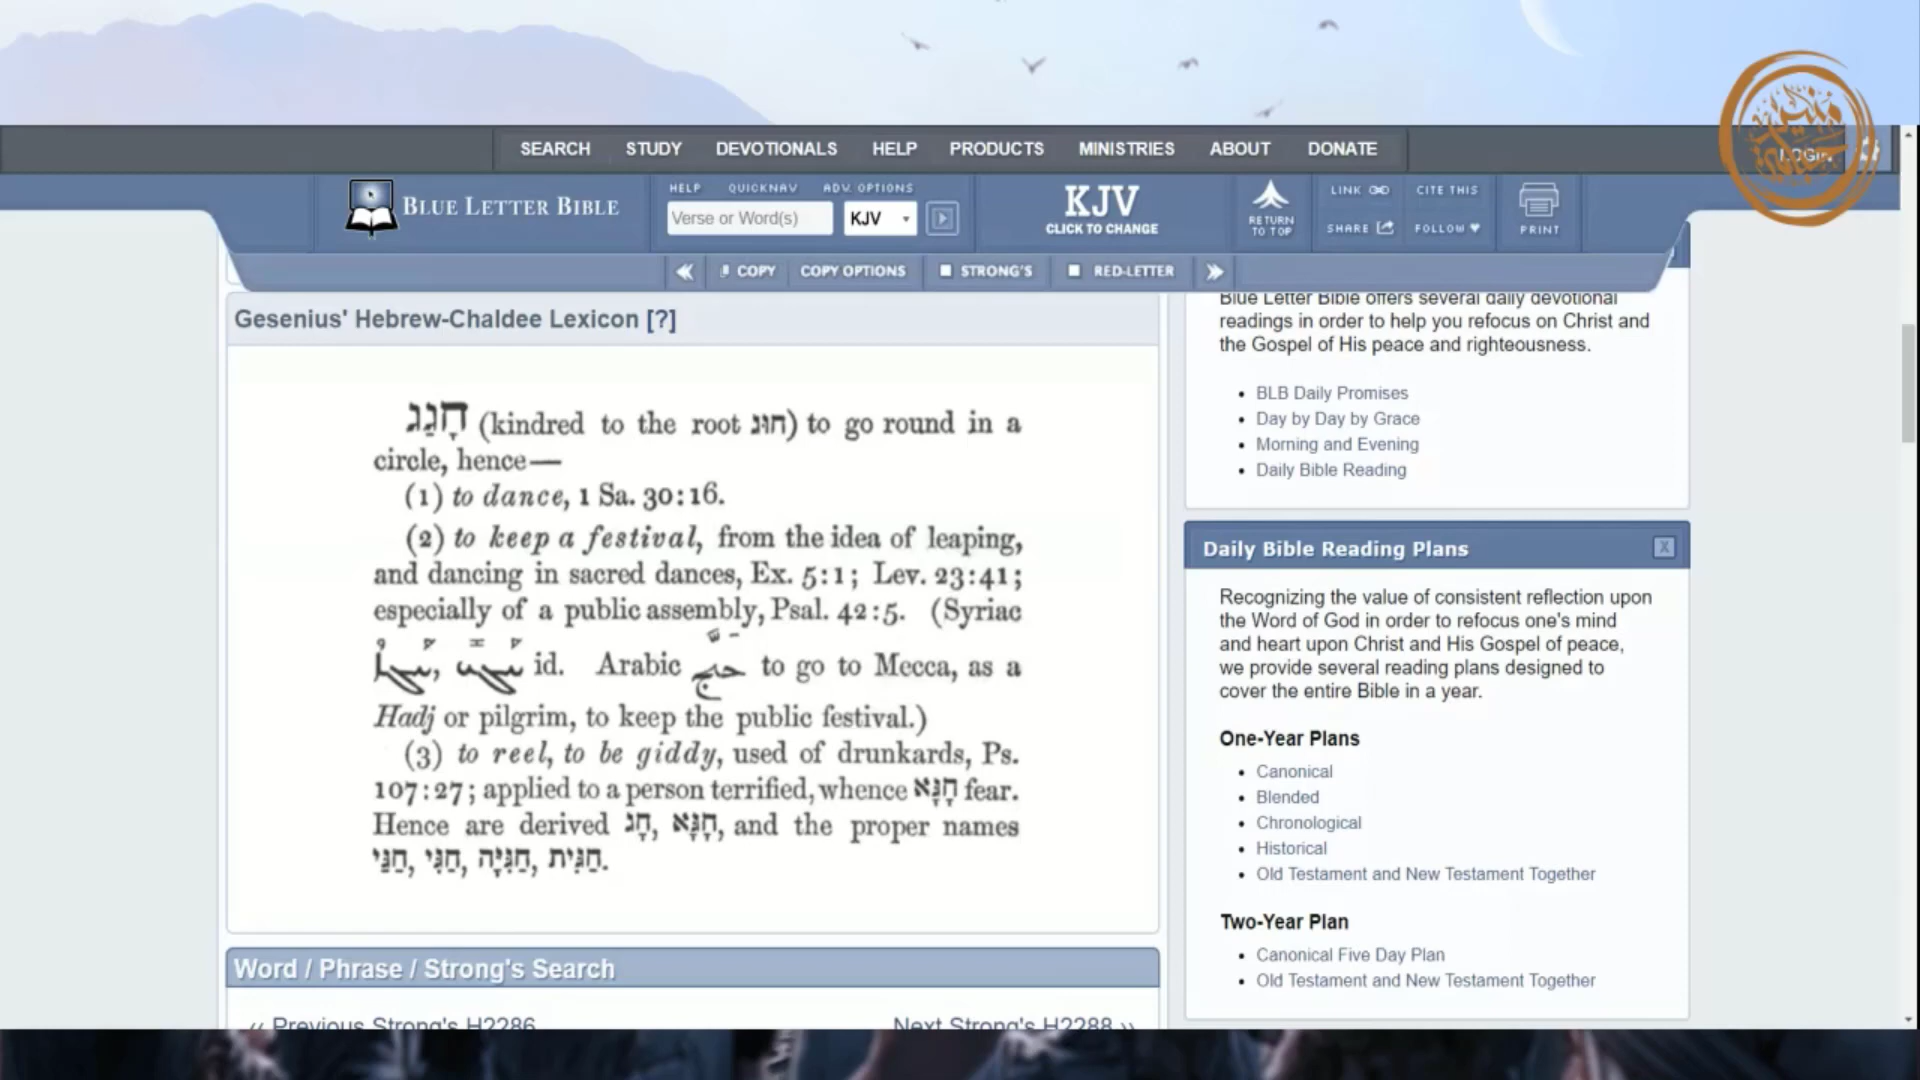 SEARCH STUDY DEVOTIONALS HELP PRODUCTS MINISTRIES ABOUT DONATE
BLUE LETTER BIBLE
HELP QUICKNAV ADV. OPTIONS
Verse or Word(s) KJV
KJV
CLICK TO CHANGE
RETURN
TO TOP
LINK CITE THIS
SHARE FOLLOW
PRINT
COPY COPY OPTIONS STRONG'S RED-LETTER
Gesenius' Hebrew-Chaldee Lexicon [?]
חָגַג (kindred to the root חוּג) to go round in a
circle, hence—
(1) to dance, 1 Sa. 30:16.
(2) to keep a festival, from the idea of leaping,
and dancing in sacred dances, Ex. 5:1; Lev. 23:41;
especially of a public assembly, Psal. 42:5. (Syriac
id. Arabic حَجَّ to go to Mecca, as a
Hadj or pilgrim, to keep the public festival.)
(3) to reel, to be giddy, used of drunkards, Ps.
107:27; applied to a person terrified, whence חָגָּא fear.
Hence are derived חָג, חָגָּא, and the proper names
חַגִּית, חַגִּיָּה, חַגִּי, חַגַּי.
Word / Phrase / Strong's Search
‹‹ Previous Strong's H2286
Next Strong's H2288 ››
Blue Letter Bible offers several daily devotional
readings in order to help you refocus on Christ and
the Gospel of His peace and righteousness.
BLB Daily Promises
Day by Day by Grace
Morning and Evening
Daily Bible Reading
Daily Bible Reading Plans X
Recognizing the value of consistent reflection upon
the Word of God in order to refocus one's mind
and heart upon Christ and His Gospel of peace,
we provide several reading plans designed to
cover the entire Bible in a year.
One-Year Plans
Canonical
Blended
Chronological
Historical
Old Testament and New Testament Together
Two-Year Plan
Canonical Five Day Plan
Old Testament and New Testament Together